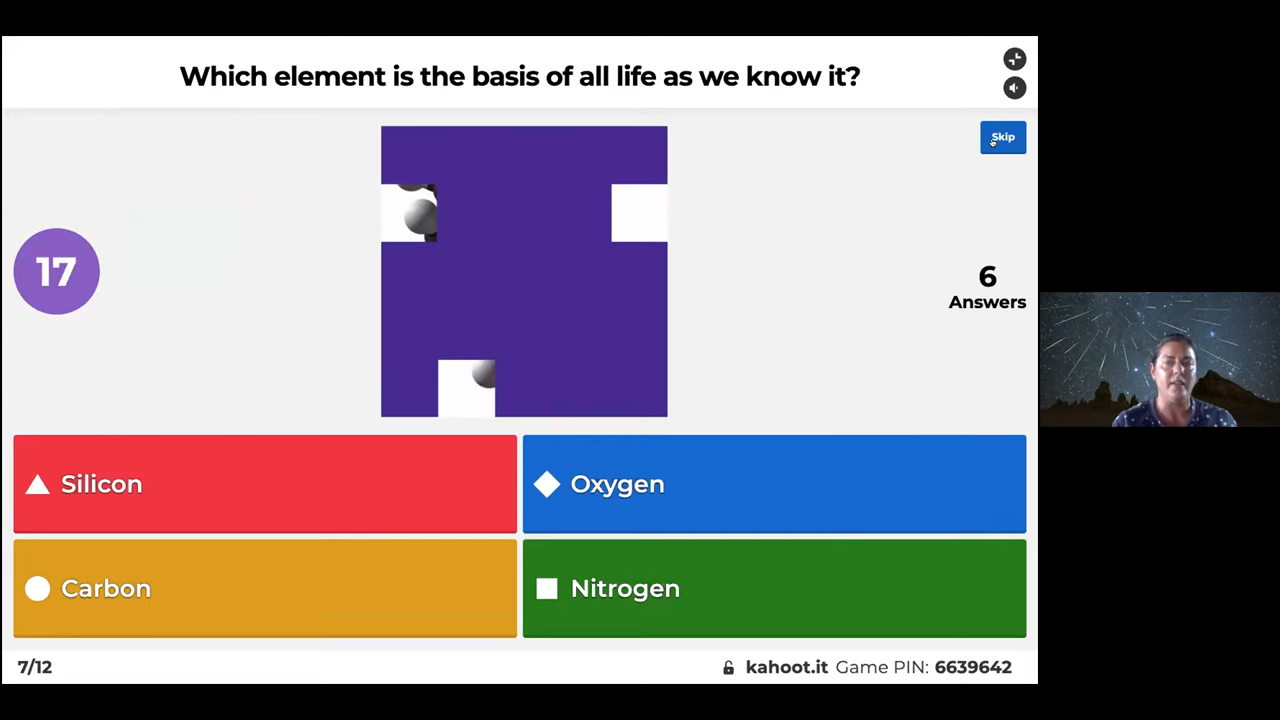 Which element is the basis of all life as we know it?
Skip
17
6
Answers
Silicon
Oxygen
Carbon
Nitrogen
7/12
kahoot.it Game PIN: 6639642